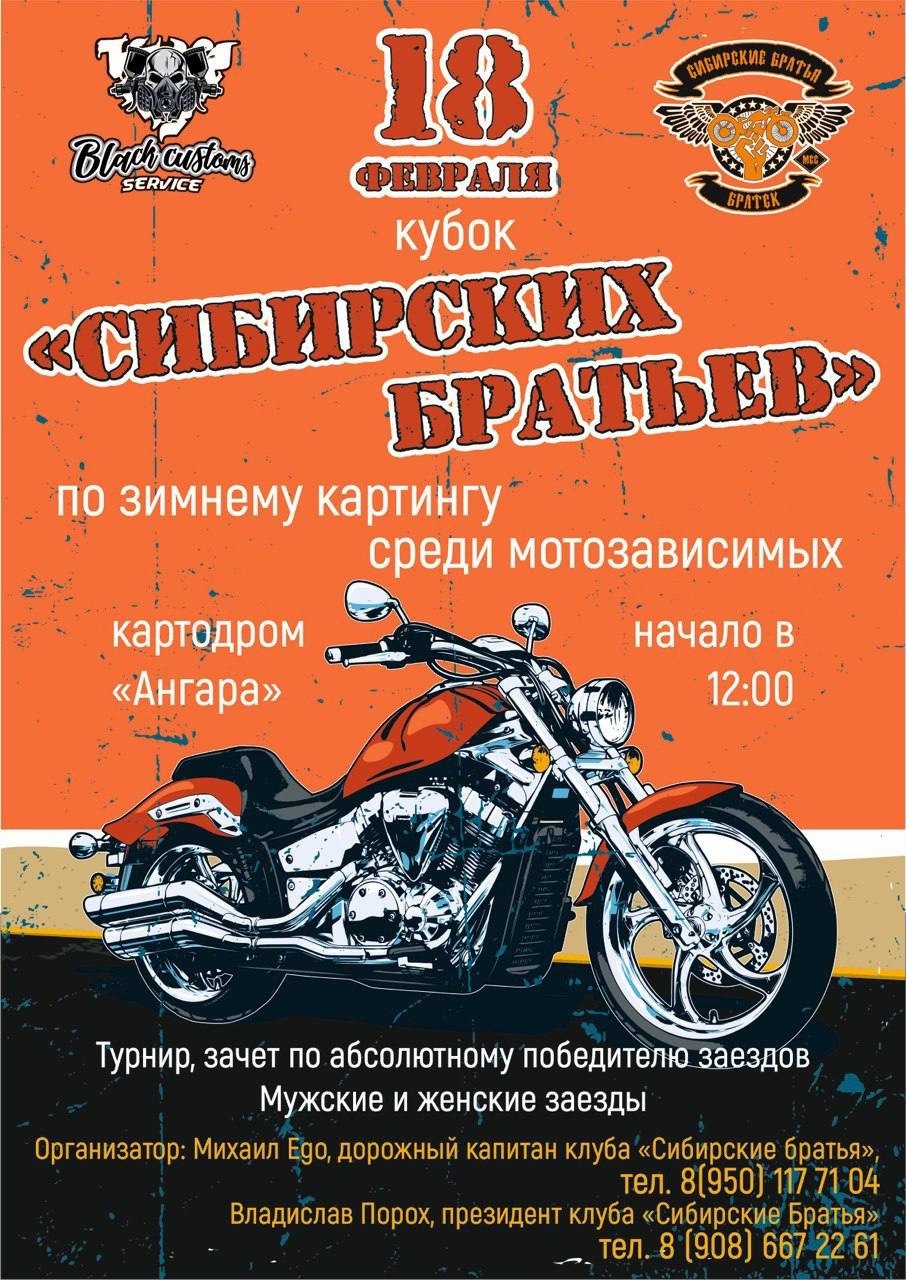 Black customs
SERVICE
18
ФЕВРАЛЯ
СИБИРСКИЕ БРАТЬЯ
МСС
БРАТСК
кубок
«СИБИРСКИХ
БРАТЬЕВ»
по зимнему картингу
среди мотозависимых
картодром
«Ангара»
начало в
12:00
Турнир, зачет по абсолютному победителю заездов
Мужские и женские заезды
Организатор: Михаил Ego, дорожный капитан клуба «Сибирские братья»,
тел. 8(950) 117 71 04
Владислав Порох, президент клуба «Сибирские Братья»
тел. 8 (908) 667 22 61